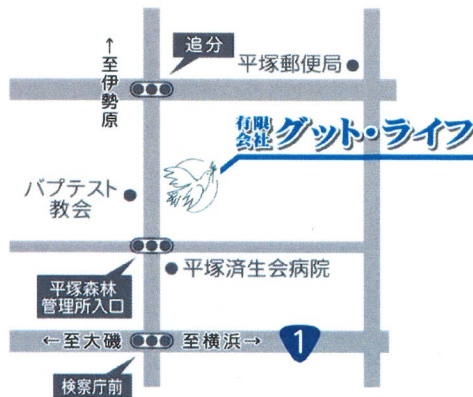 ↑至伊勢原
追分
平塚郵便局
有限会社 グット・ライフ
バプテスト
教会
平塚済生会病院
平塚森林
管理所入口
←至大磯
至横浜→
1
検察庁前